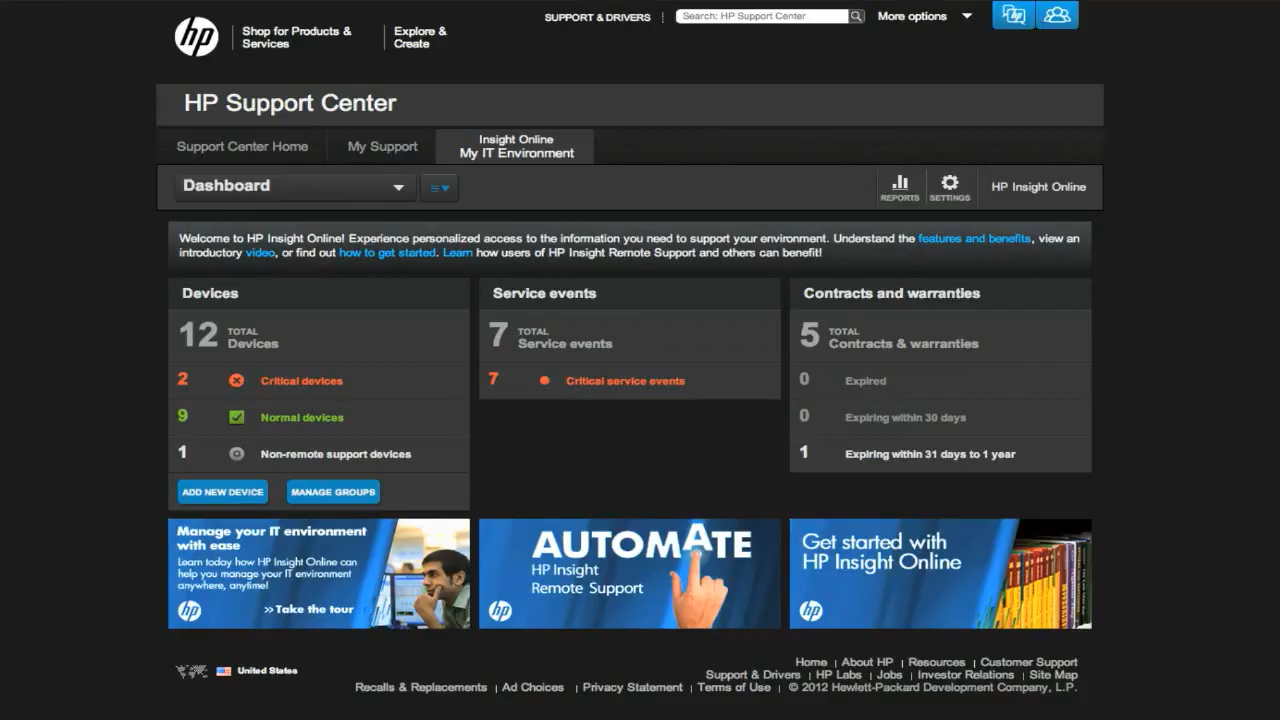 hp
Shop for Products &
Services
Explore &
Create
SUPPORT & DRIVERS
Search: HP Support Center
More options
hp
HP Support Center
Support Center Home
My Support
Insight Online
My IT Environment
Dashboard
REPORTS
SETTINGS
HP Insight Online
Welcome to HP Insight Online! Experience personalized access to the information you need to support your environment. Understand the features and benefits, view an
introductory video, or find out how to get started. Learn how users of HP Insight Remote Support and others can benefit!
Devices
12 TOTAL
Devices
2 Critical devices
9 Normal devices
1 Non-remote support devices
ADD NEW DEVICE
MANAGE GROUPS
Service events
7 TOTAL
Service events
7 Critical service events
Contracts and warranties
5 TOTAL
Contracts & warranties
0 Expired
0 Expiring within 30 days
1 Expiring within 31 days to 1 year
Manage your IT environment
with ease
Learn today how HP Insight Online can
help you manage your IT environment
anywhere, anytime!
hp
>> Take the tour
AUTOMATE
HP Insight
Remote Support
hp
Get started with
HP Insight Online
hp
United States
Home | About HP | Resources | Customer Support
Support & Drivers | HP Labs | Jobs | Investor Relations | Site Map
Recalls & Replacements | Ad Choices | Privacy Statement | Terms of Use | © 2012 Hewlett-Packard Development Company, L.P.